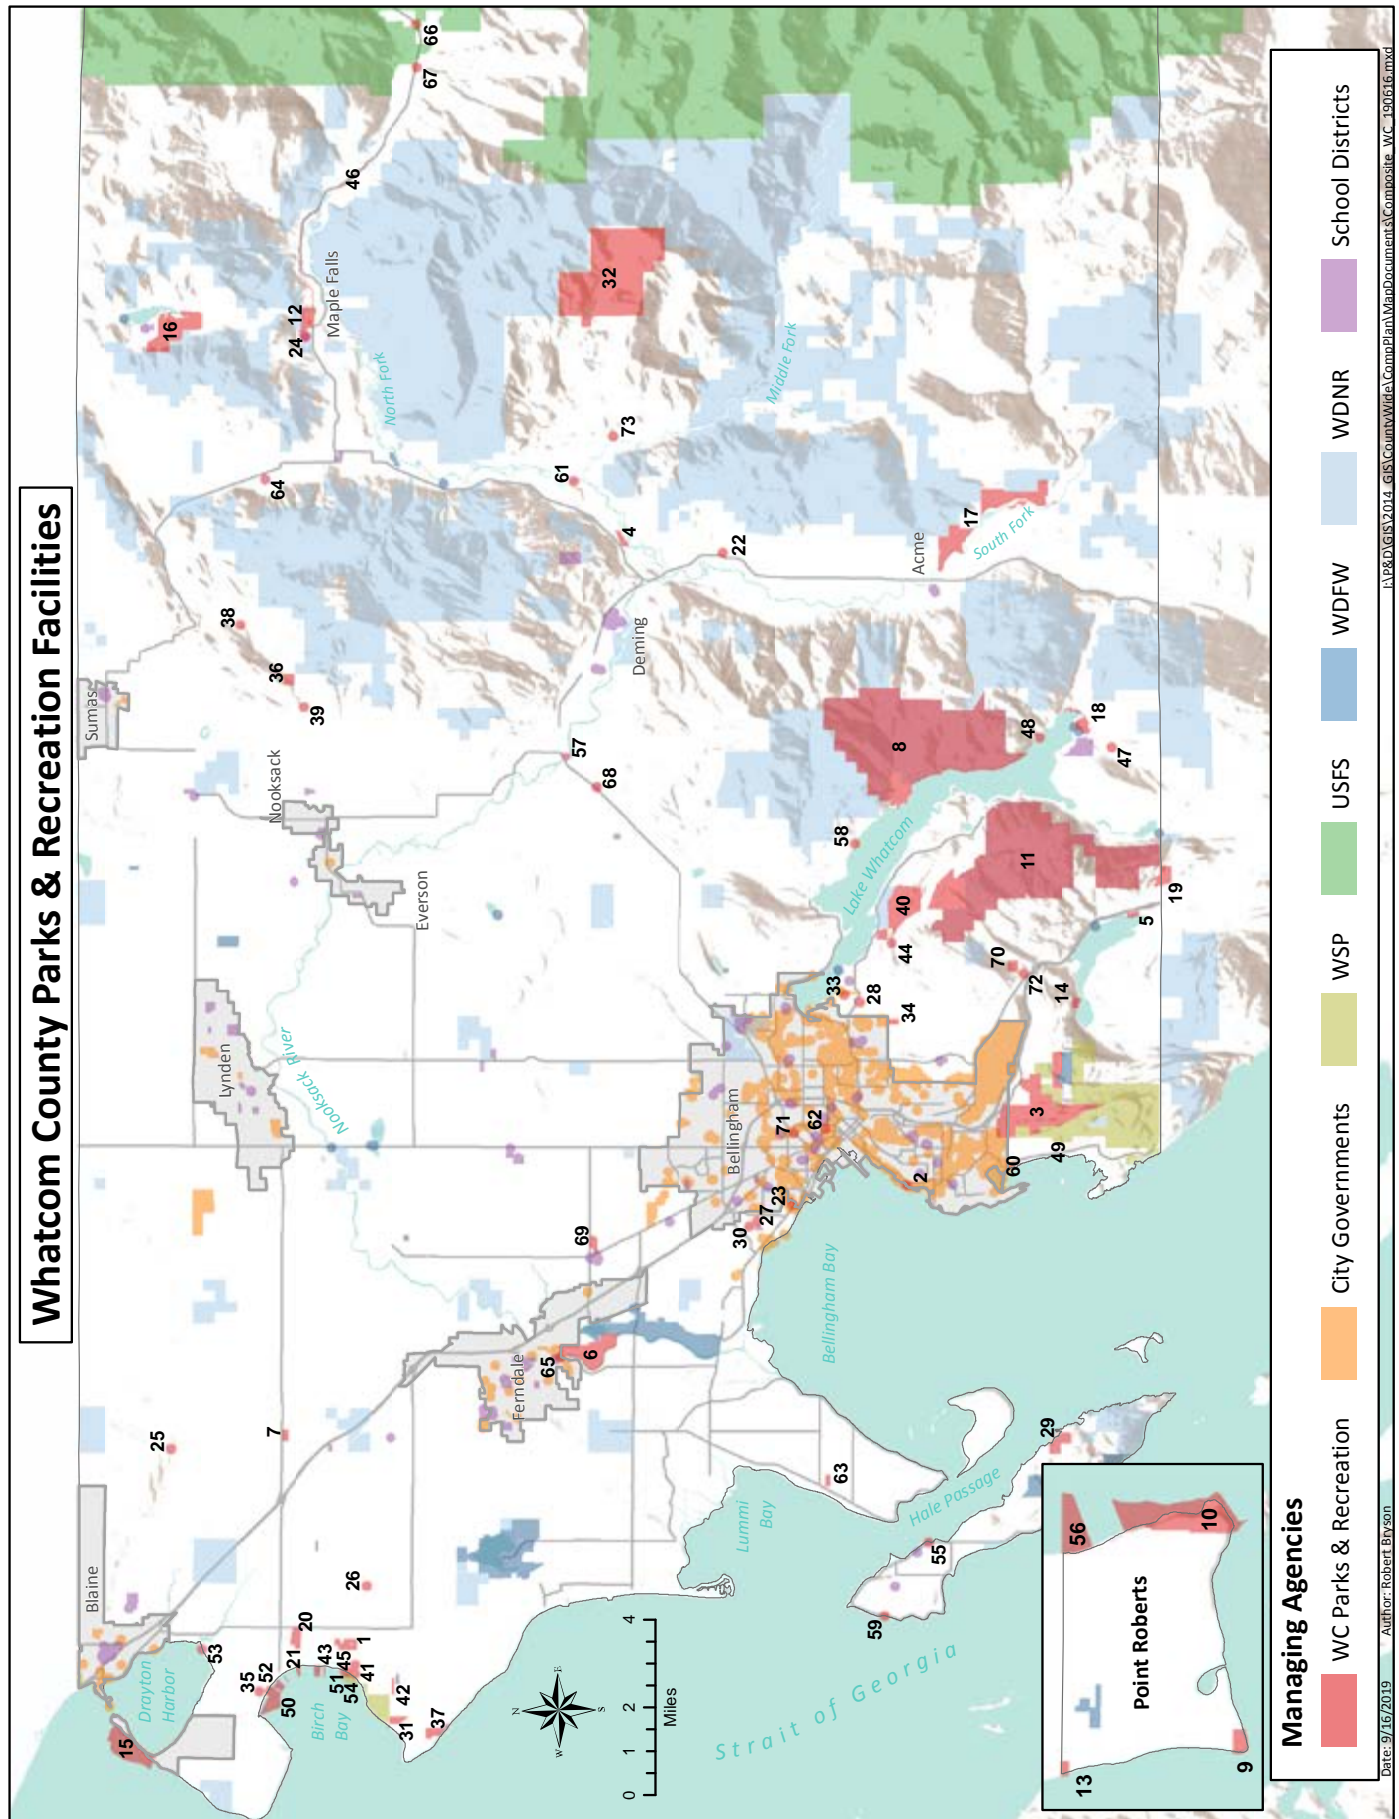 Whatcom County Parks & Recreation Facilities
Blaine
Drayton
Harbor
Birch
Bay
Sumas
Nooksack
Everson
Lynden
Nooksack River
Maple Falls
North Fork
Middle Fork
South Fork
Deming
Acme
Ferndale
Bellingham
Lake Whatcom
Bellingham Bay
Lummi
Bay
Hale Passage
Strait of Georgia
15
53
35
52
50
20
21
43
45
1
51
41
54
42
31
37
26
25
7
38
36
39
64
16
24
12
46
67
66
32
73
61
4
22
17
57
68
8
58
48
18
47
11
40
44
19
5
70
72
14
33
28
34
3
49
60
2
62
71
23
27
30
69
65
6
63
29
55
59
N
E
S
W
0
1
2
4
Miles
Point Roberts
13
56
10
9
Managing Agencies
WC Parks & Recreation
City Governments
WSP
USFS
WDFW
WDNR
School Districts
Date: 9/16/2019
Author: Robert Bryson
I:\P&D\GIS\2014_GIS\CountyWide\CompPlan\MapDocuments\Composite_WC_190616.mxd